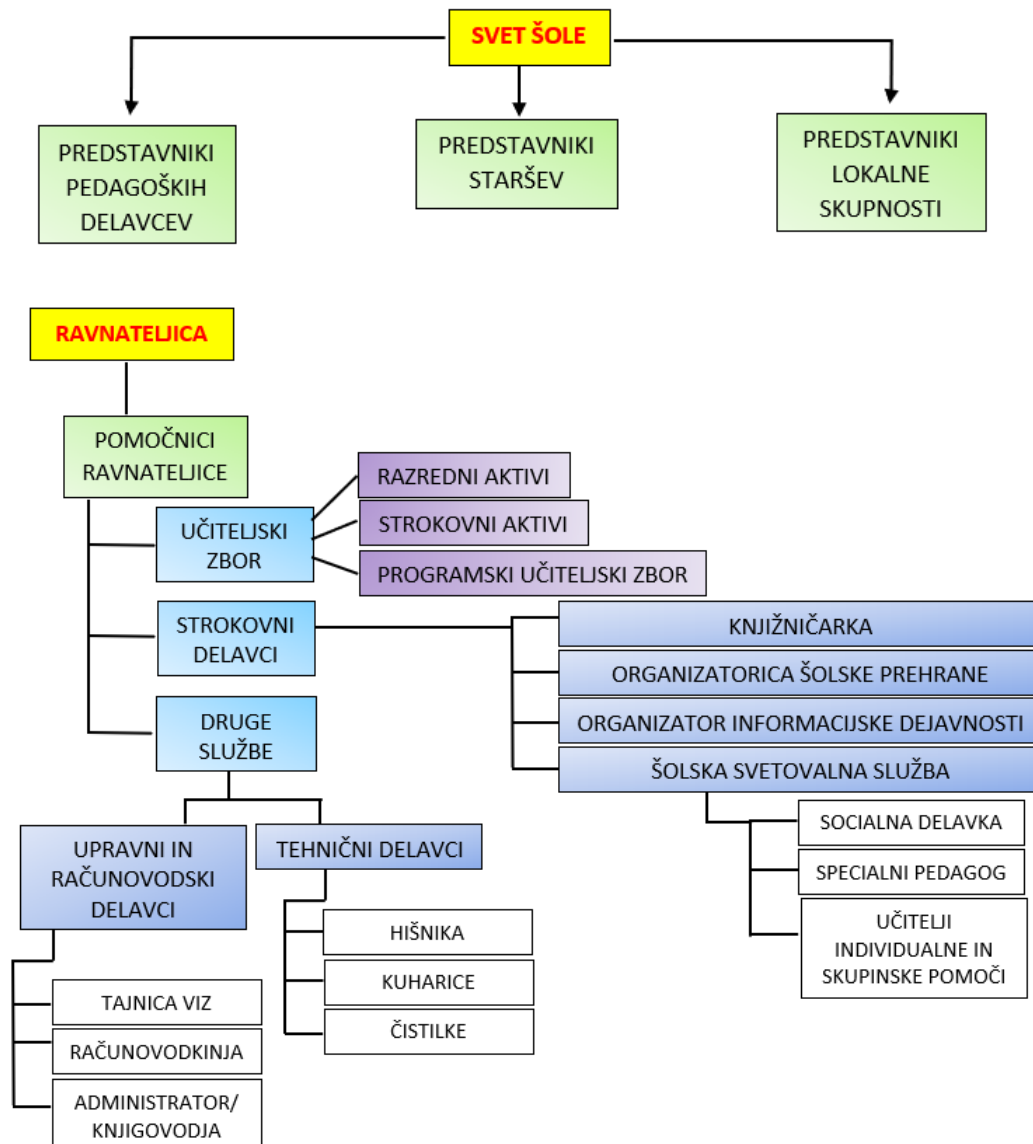 SVET ŠOLE
PREDSTAVNIKI
PEDAGOŠKIH
DELAVCEV
PREDSTAVNIKI
STARŠEV
PREDSTAVNIKI
LOKALNE
SKUPNOSTI
RAVNATELJICA
POMOČNICI
RAVNATELJICE
UČITELJSKI
ZBOR
RAZREDNI AKTIVI
STROKOVNI AKTIVI
PROGRAMSKI UČITELJSKI ZBOR
STROKOVNI
DELAVCI
KNJIŽNIČARKA
ORGANIZATORICA ŠOLSKE PREHRANE
ORGANIZATOR INFORMACIJSKE DEJAVNOSTI
ŠOLSKA SVETOVALNA SLUŽBA
SOCIALNA DELAVKA
SPECIALNI PEDAGOG
UČITELJI
INDIVIDUALNE IN
SKUPINSKE POMOČI
DRUGE
SLUŽBE
UPRAVNI IN
RAČUNOVODSKI
DELAVCI
TAJNICA VIZ
RAČUNOVODKINJA
ADMINISTRATOR/
KNJIGOVODJA
TEHNIČNI DELAVCI
HIŠNIKA
KUHARICE
ČISTILKE